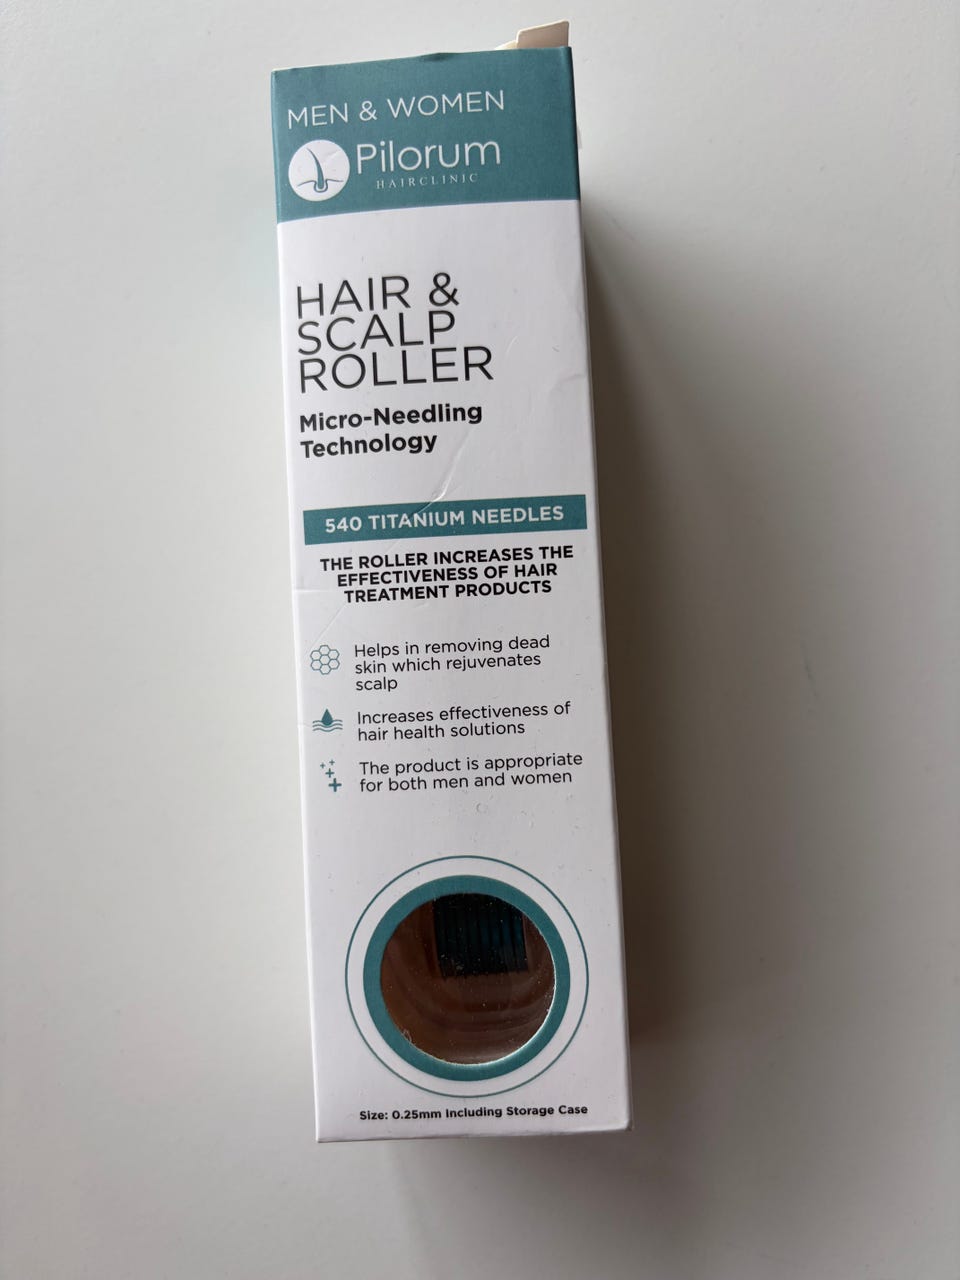 MEN & WOMEN
Pilorum
HAIRCLINIC
HAIR &
SCALP
ROLLER
Micro-Needling
Technology
540 TITANIUM NEEDLES
THE ROLLER INCREASES THE
EFFECTIVENESS OF HAIR
TREATMENT PRODUCTS
Helps in removing dead
skin which rejuvenates
scalp
Increases effectiveness of
hair health solutions
The product is appropriate
for both men and women
Size: 0.25mm Including Storage Case